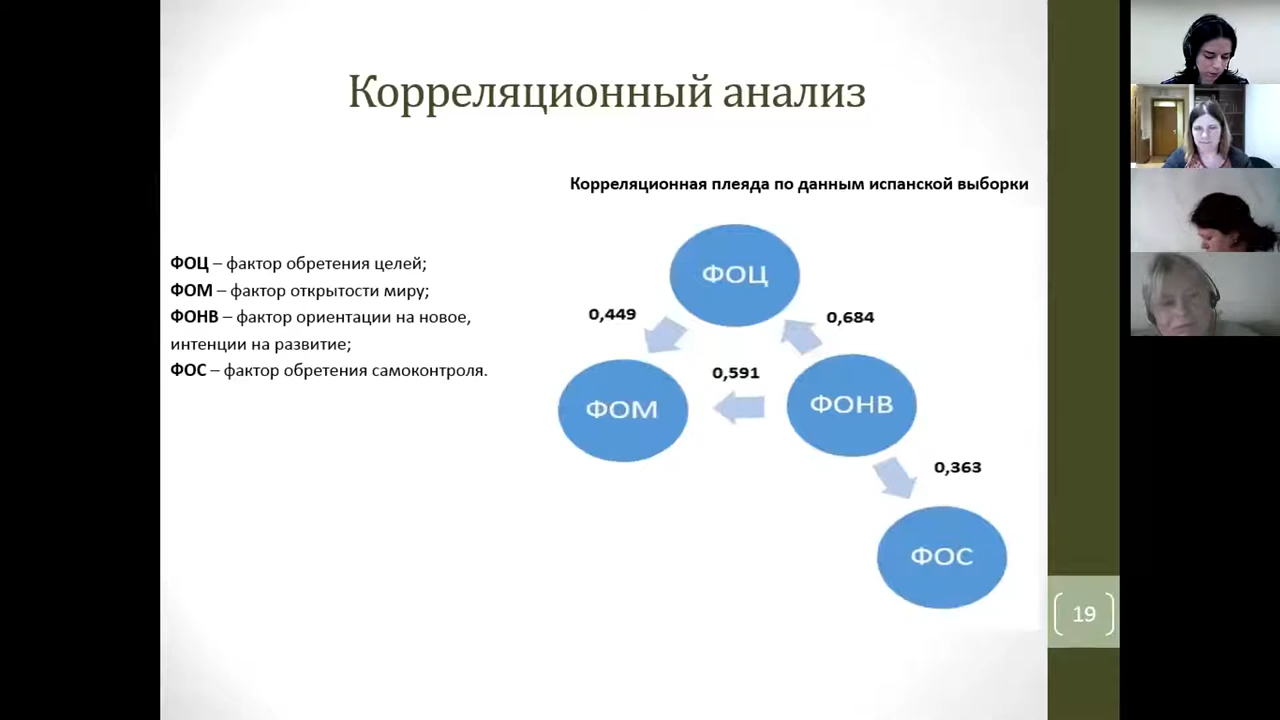 Корреляционный анализ
Корреляционная плеяда по данным испанской выборки
ФОЦ – фактор обретения целей;
ФОМ – фактор открытости миру;
ФОНВ – фактор ориентации на новое,
интенции на развитие;
ФОС – фактор обретения самоконтроля.
ФОЦ
0,449
0,684
0,591
ФОМ
ФОНВ
0,363
ФОС
19